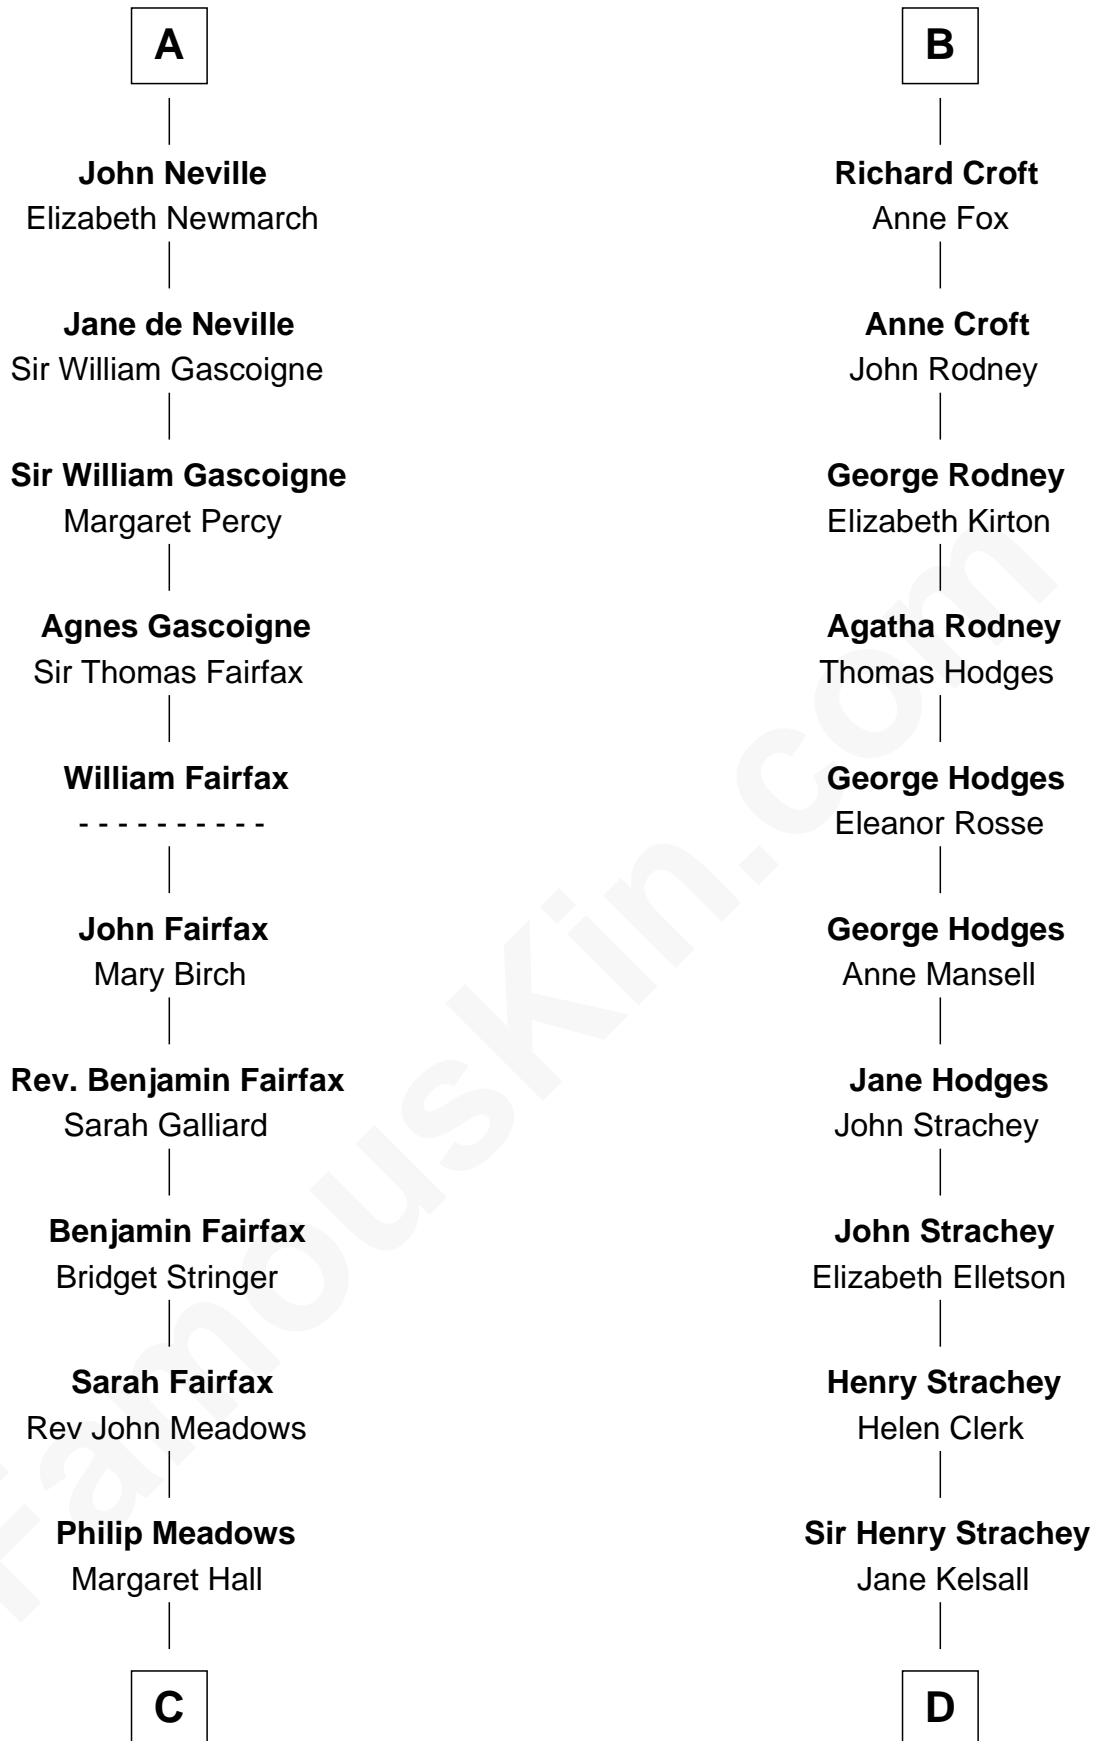 A
John Neville
Elizabeth Newmarch
Jane de Neville
Sir William Gascoigne
Sir William Gascoigne
Margaret Percy
Agnes Gascoigne
Sir Thomas Fairfax
William Fairfax
- - - - - - - - - -
John Fairfax
Mary Birch
Rev. Benjamin Fairfax
Sarah Galliard
Benjamin Fairfax
Bridget Stringer
Sarah Fairfax
Rev John Meadows
Philip Meadows
Margaret Hall
C
B
Richard Croft
Anne Fox
Anne Croft
John Rodney
George Rodney
Elizabeth Kirton
Agatha Rodney
Thomas Hodges
George Hodges
Eleanor Rosse
George Hodges
Anne Mansell
Jane Hodges
John Strachey
John Strachey
Elizabeth Elletson
Henry Strachey
Helen Clerk
Sir Henry Strachey
Jane Kelsall
D
FamousKin.com